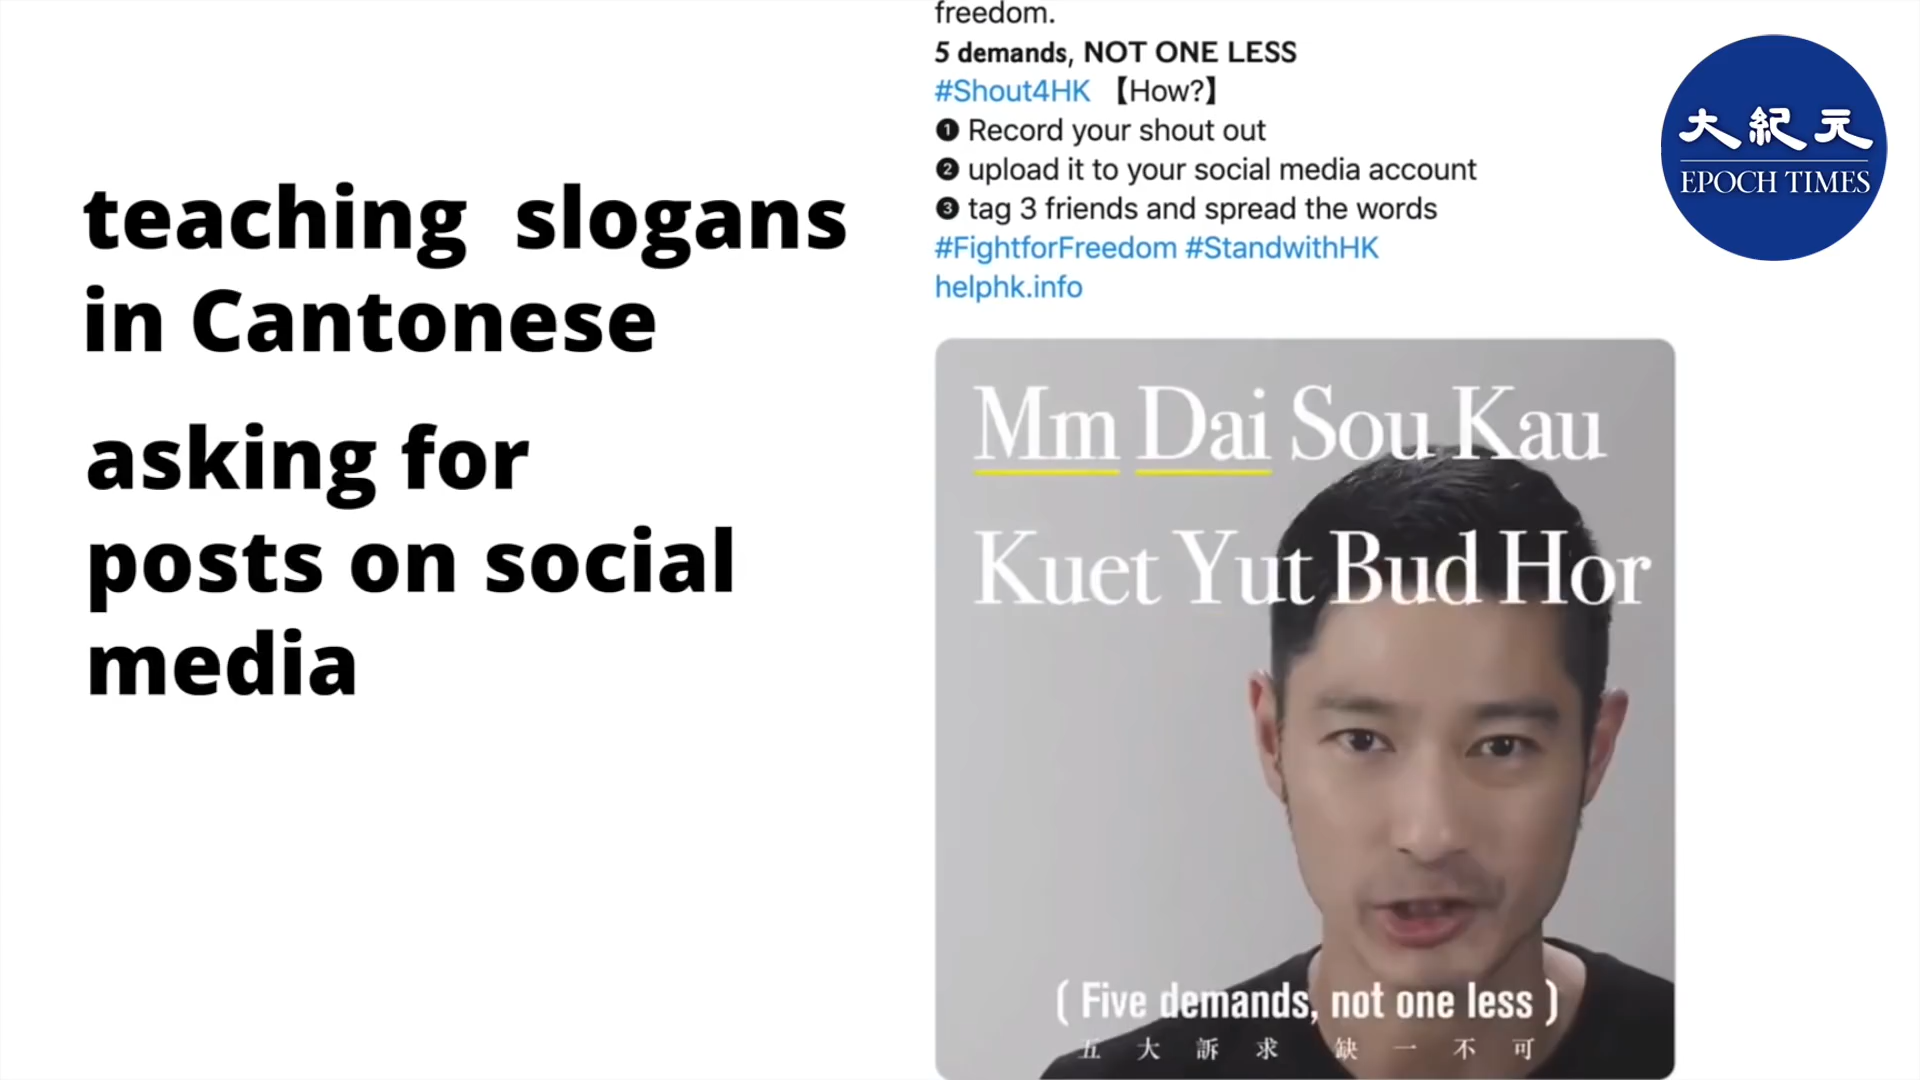 teaching slogans
in Cantonese
asking for
posts on social
media
freedom.
5 demands, NOT ONE LESS
#Shout4HK 【How?】
❶ Record your shout out
❷ upload it to your social media account
❸ tag 3 friends and spread the words
#FightforFreedom #StandwithHK
helphk.info
Mm Dai Sou Kau
Kuet Yut Bud Hor
( Five demands, not one less )
五大訴求 缺一不可
大紀元
EPOCH TIMES